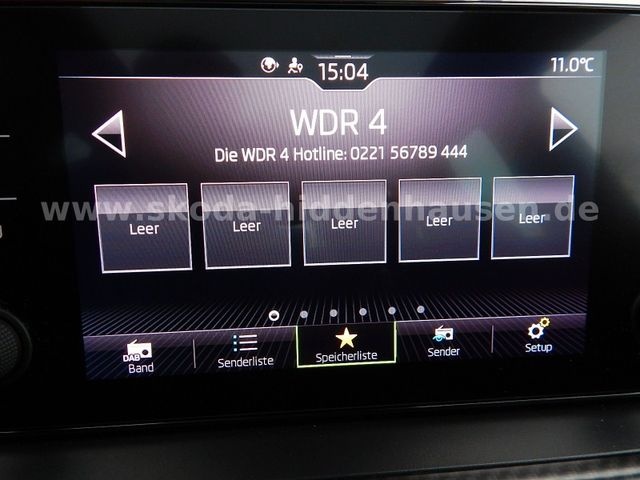 15:04
11.0°C
WDR 4
Die WDR 4 Hotline: 0221 56789 444
www.skoda-hiddenhausen.de
Leer
Leer
Leer
Leer
Leer
DAB
Band
Senderliste
Speicherliste
Sender
Setup